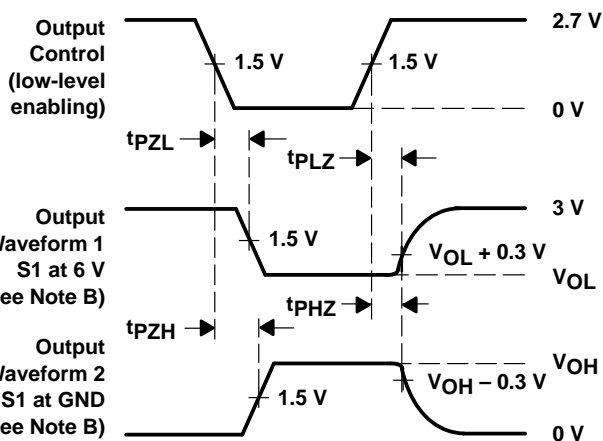 Output
Control
(low-level
enabling)
2.7 V
1.5 V
1.5 V
0 V
tPZL
tPLZ
Output
Waveform 1
S1 at 6 V
(see Note B)
3 V
1.5 V
VOL + 0.3 V
VOL
tPHZ
tPZH
Output
Waveform 2
S1 at GND
(see Note B)
VOH
1.5 V
VOH – 0.3 V
0 V